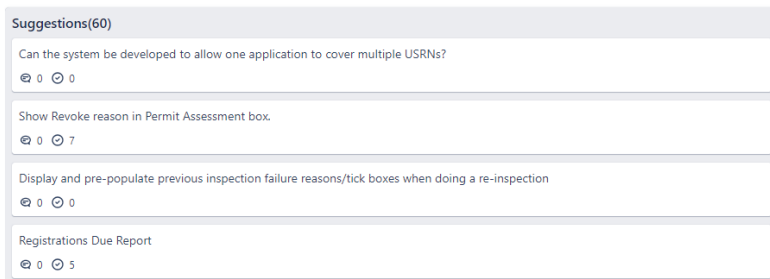 Suggestions(60)
Can the system be developed to allow one application to cover multiple USRNs?
0 0
Show Revoke reason in Permit Assessment box.
0 7
Display and pre-populate previous inspection failure reasons/tick boxes when doing a re-inspection
0 0
Registrations Due Report
0 5